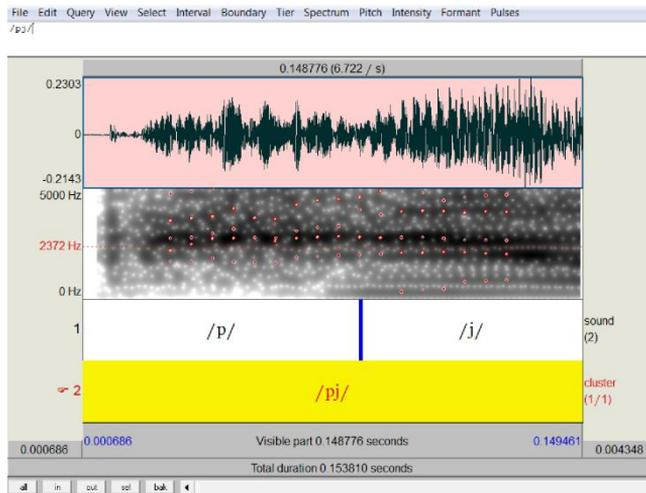 File Edit Query View Select Interval Boundary Tier Spectrum Pitch Intensity Formant Pulses
/pj/
0.148776 (6.722 / s)
0.2303
0
-0.2143
5000 Hz
2372 Hz
0 Hz
1 /p/ /j/ sound (2)
2 /pj/ cluster (1/1)
0.000686 0.000686 Visible part 0.148776 seconds 0.149461 0.004348
Total duration 0.153810 seconds
all in out sel bak